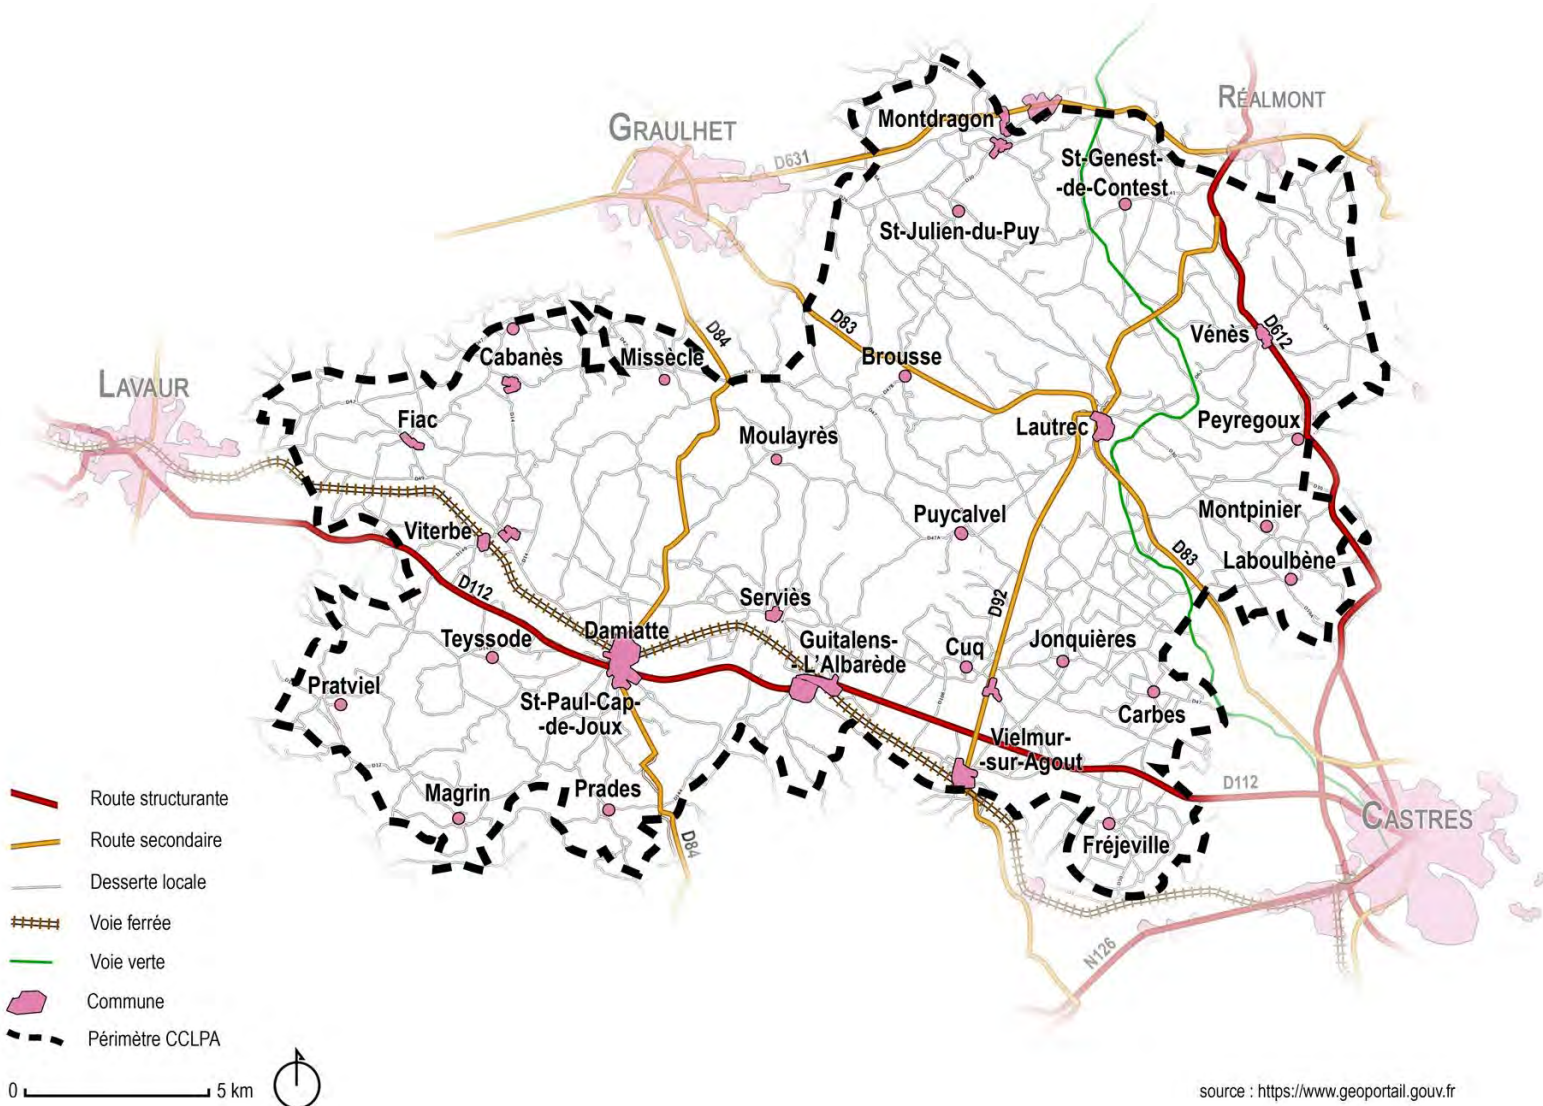 RÉALMONT
GRAULHET
Montdragon
D631
St-Genest-
-de-Contest
St-Julien-du-Puy
D84
D83
Vénès
D612
Cabanès
Missècle
Brousse
LAVAUR
Fiac
Lautrec
Peyregoux
Moulayrès
Puycalvel
Montpinier
Viterbe
D83
Laboulbène
D112
Serviès
D92
Teyssode
Damiatte
Guitalens-
-L'Albarède
Cuq
Jonquières
Pratviel
St-Paul-Cap-
-de-Joux
Carbes
Vielmur-
-sur-Agout
D112
Magrin
Prades
CASTRES
D84
Fréjeville
N126
Route structurante
Route secondaire
Desserte locale
Voie ferrée
Voie verte
Commune
Périmètre CCLPA
0 5 km
source : https://www.geoportail.gouv.fr